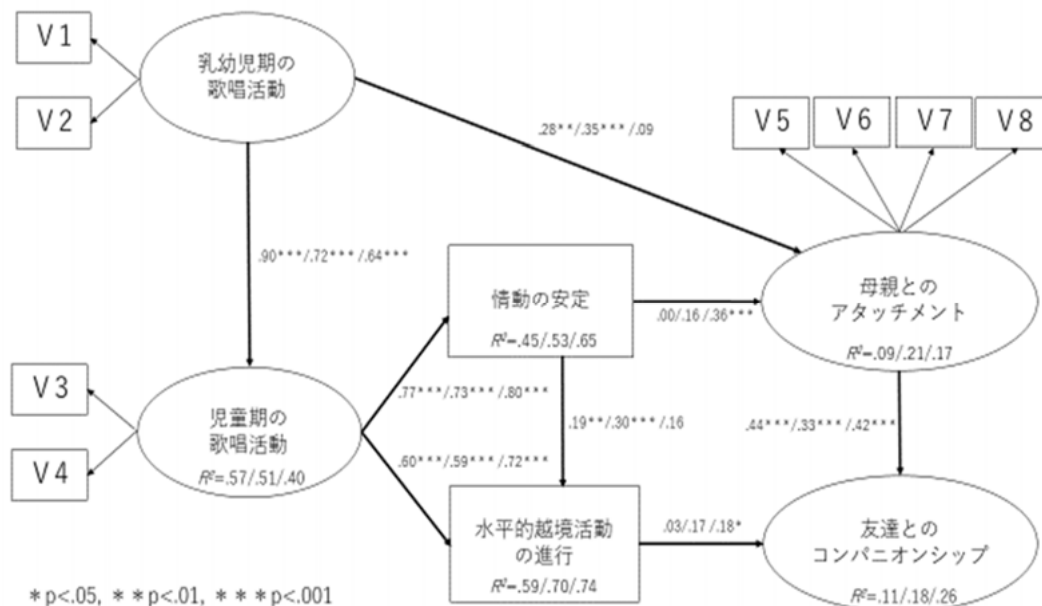 V1
V2
乳幼児期の
歌唱活動
V5
V6
V7
V8
.28**/.35***/.09
.90***/.72***/.64***
情動の安定
R²=.45/.53/.65
.00/.16/.36***
母親との
アタッチメント
R²=.09/.21/.17
V3
V4
児童期の
歌唱活動
R²=.57/.51/.40
.77***/.73***/.80***
.19**/.30***/.16
.44***/.33***/.42***
.60***/.59***/.72***
水平的越境活動
の進行
R²=.59/.70/.74
.03/.17/.18*
友達との
コンパニオンシップ
R²=.11/.18/.26
*p<.05, **p<.01, ***p<.001